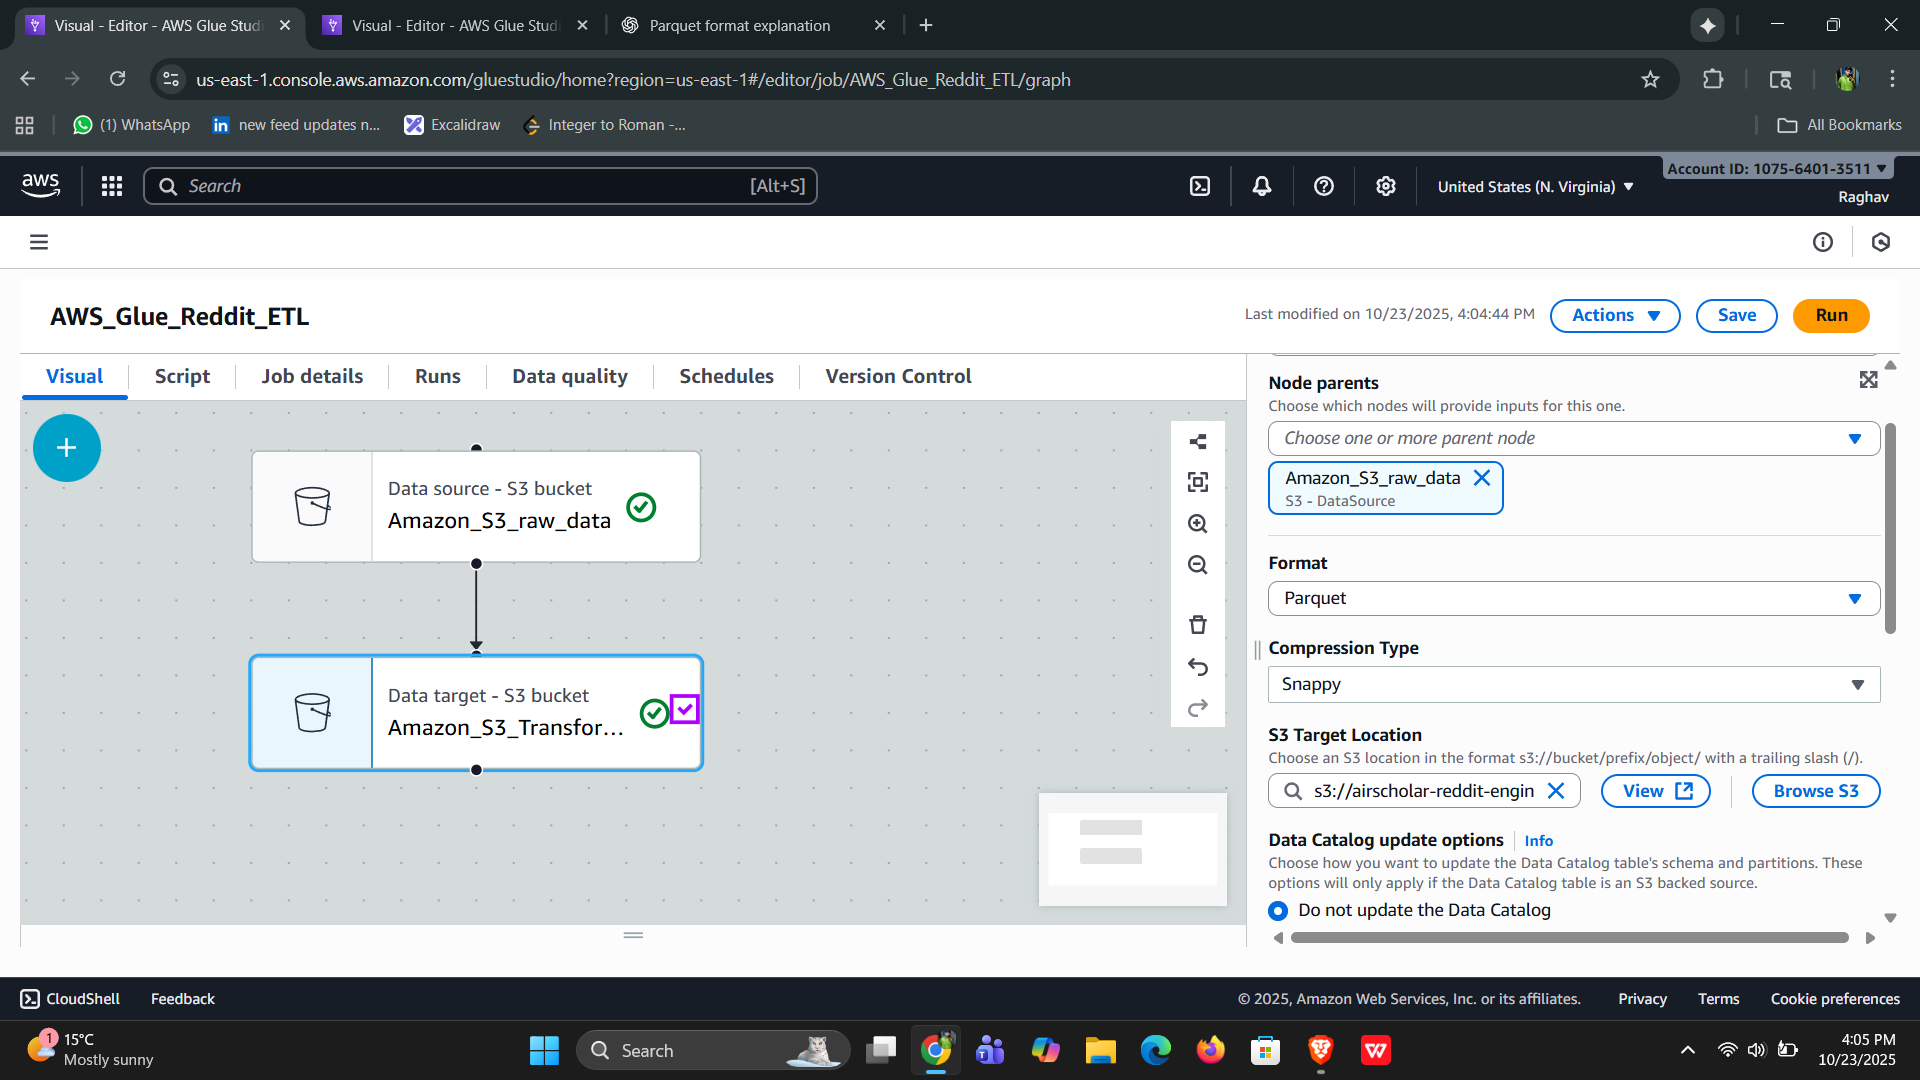 Visual - Editor - AWS Glue Studi
Visual - Editor - AWS Glue Studi
Parquet format explanation
us-east-1.console.aws.amazon.com/gluestudio/home?region=us-east-1#/editor/job/AWS_Glue_Reddit_ETL/graph
(1) WhatsApp
new feed updates n...
Excalidraw
Integer to Roman -...
All Bookmarks
aws
Search
[Alt+S]
United States (N. Virginia)
Account ID: 1075-6401-3511
Raghav
AWS_Glue_Reddit_ETL
Last modified on 10/23/2025, 4:04:44 PM
Actions
Save
Run
Visual
Script
Job details
Runs
Data quality
Schedules
Version Control
Data source - S3 bucket
Amazon_S3_raw_data
Data target - S3 bucket
Amazon_S3_Transfor...
Node parents
Choose which nodes will provide inputs for this one.
Choose one or more parent node
Amazon_S3_raw_data
S3 - DataSource
Format
Parquet
Compression Type
Snappy
S3 Target Location
Choose an S3 location in the format s3://bucket/prefix/object/ with a trailing slash (/).
s3://airscholar-reddit-engin
View
Browse S3
Data Catalog update options
Info
Choose how you want to update the Data Catalog table's schema and partitions. These
options will only apply if the Data Catalog table is an S3 backed source.
Do not update the Data Catalog
CloudShell
Feedback
© 2025, Amazon Web Services, Inc. or its affiliates.
Privacy
Terms
Cookie preferences
1
15°C
Mostly sunny
Search
4:05 PM
10/23/2025